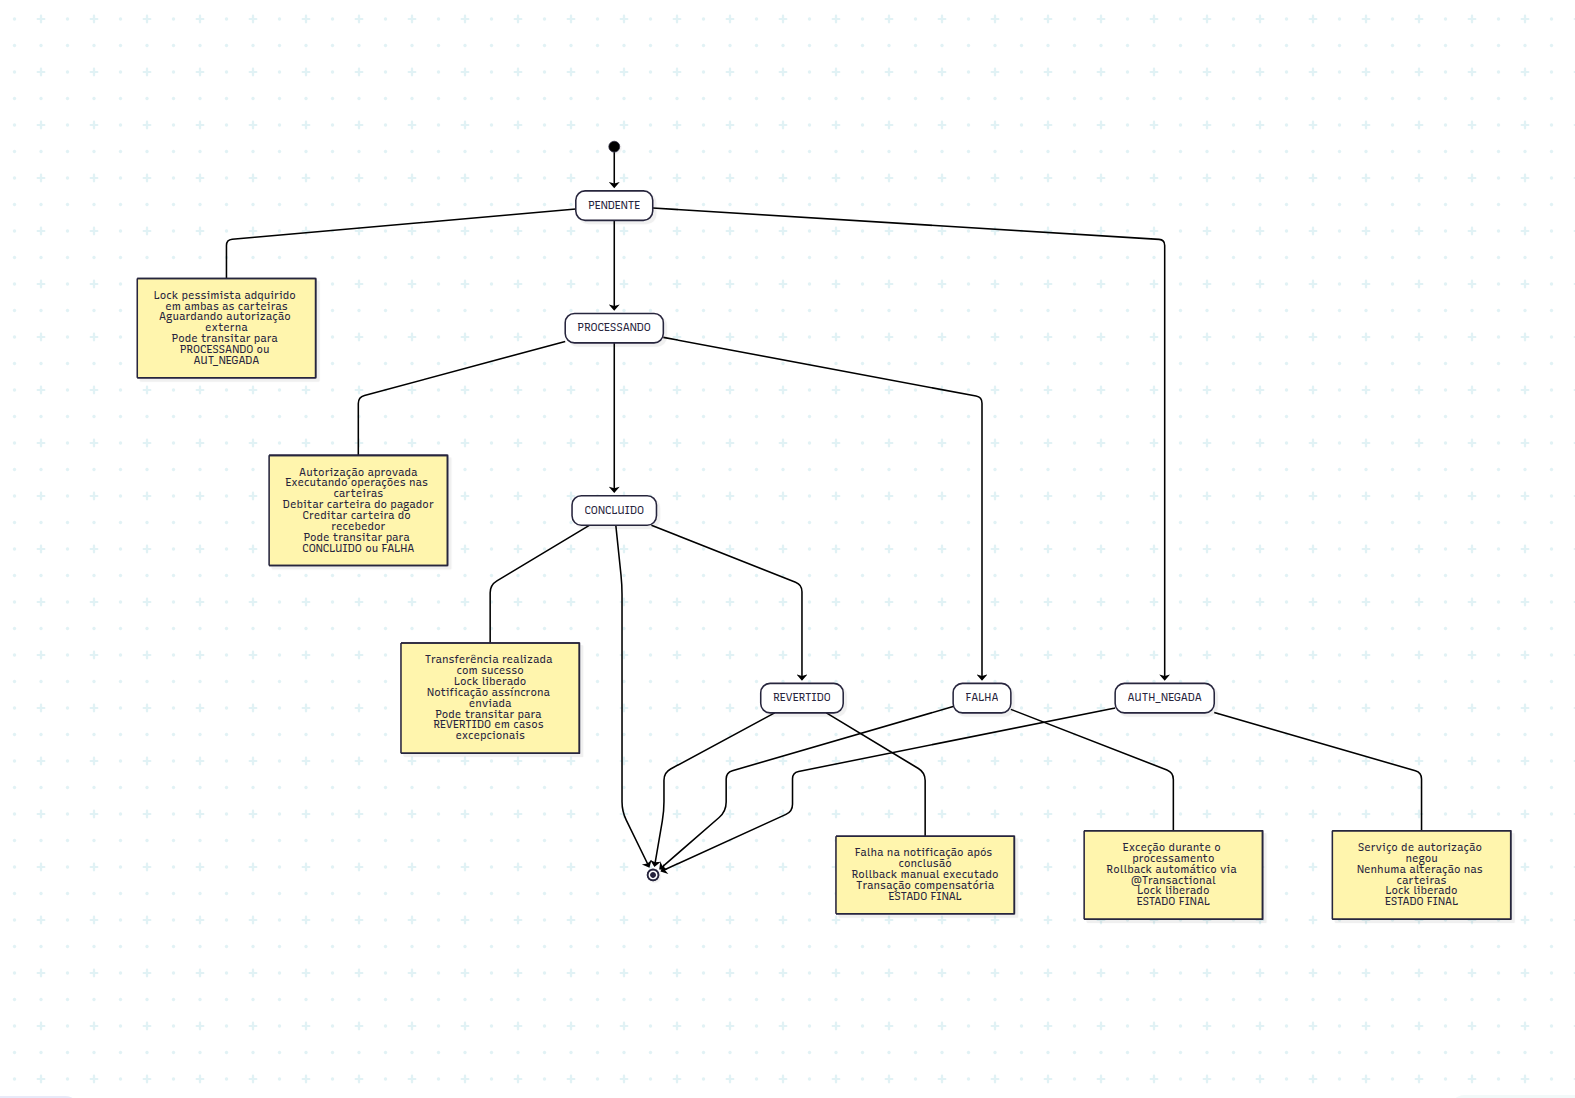 PENDENTE
Lock pessimista adquirido
em ambas as carteiras
Aguardando autorização
externa
Pode transitar para
PROCESSANDO ou
AUT_NEGADA
PROCESSANDO
Autorização aprovada
Executando operações nas
carteiras
Debitar carteira do pagador
Creditar carteira do
recebedor
Pode transitar para
CONCLUIDO ou FALHA
CONCLUIDO
Transferência realizada
com sucesso
Lock liberado
Notificação assíncrona
enviada
Pode transitar para
REVERTIDO em casos
excepcionais
REVERTIDO
FALHA
AUTH_NEGADA
Falha na notificação após
conclusão
Rollback manual executado
Transação compensatória
ESTADO FINAL
Exceção durante o
processamento
Rollback automático via
@Transactional
Lock liberado
ESTADO FINAL
Serviço de autorização
negou
Nenhuma alteração nas
carteiras
Lock liberado
ESTADO FINAL